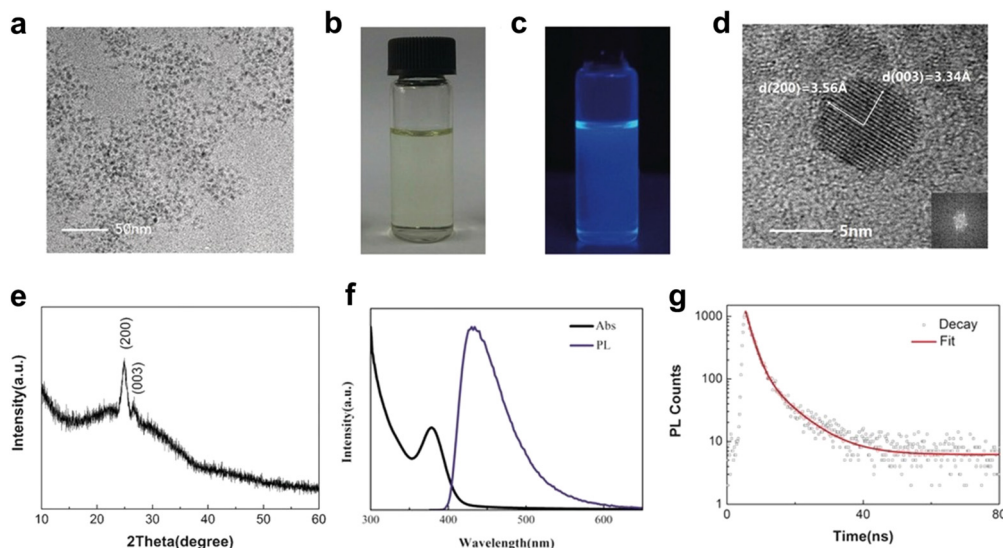 a
b
c
d
50nm
d(200)=3.56Å
d(003)=3.34Å
5nm
e
Intensity(a.u.)
(200)
(003)
10 20 30 40 50 60
2Theta(degree)
f
Intensity(a.u.)
Abs
PL
300 400 500 600
Wavelength(nm)
g
PL Counts
1000
100
10
1
Decay
Fit
0 20 40 60 80
Time(ns)